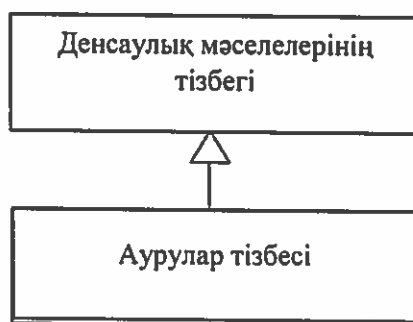 Денсаулық мәселелерінің
тізбегі
Аурулар тізбесі